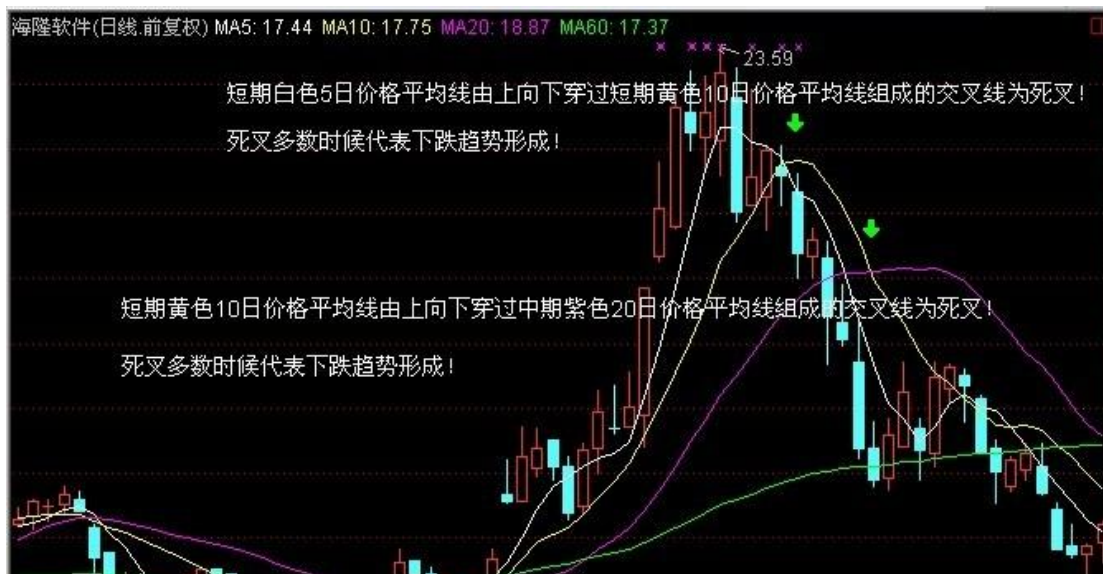 海隆软件(日线.前复权) MA5: 17.44 MA10: 17.75 MA20: 18.87 MA60: 17.37
23.59
短期白色5日价格平均线由上向下穿过短期黄色10日价格平均线组成的交叉线为死叉!
死叉多数时候代表下跌趋势形成!
短期黄色10日价格平均线由上向下穿过中期紫色20日价格平均线组成的交叉线为死叉!
死叉多数时候代表下跌趋势形成!